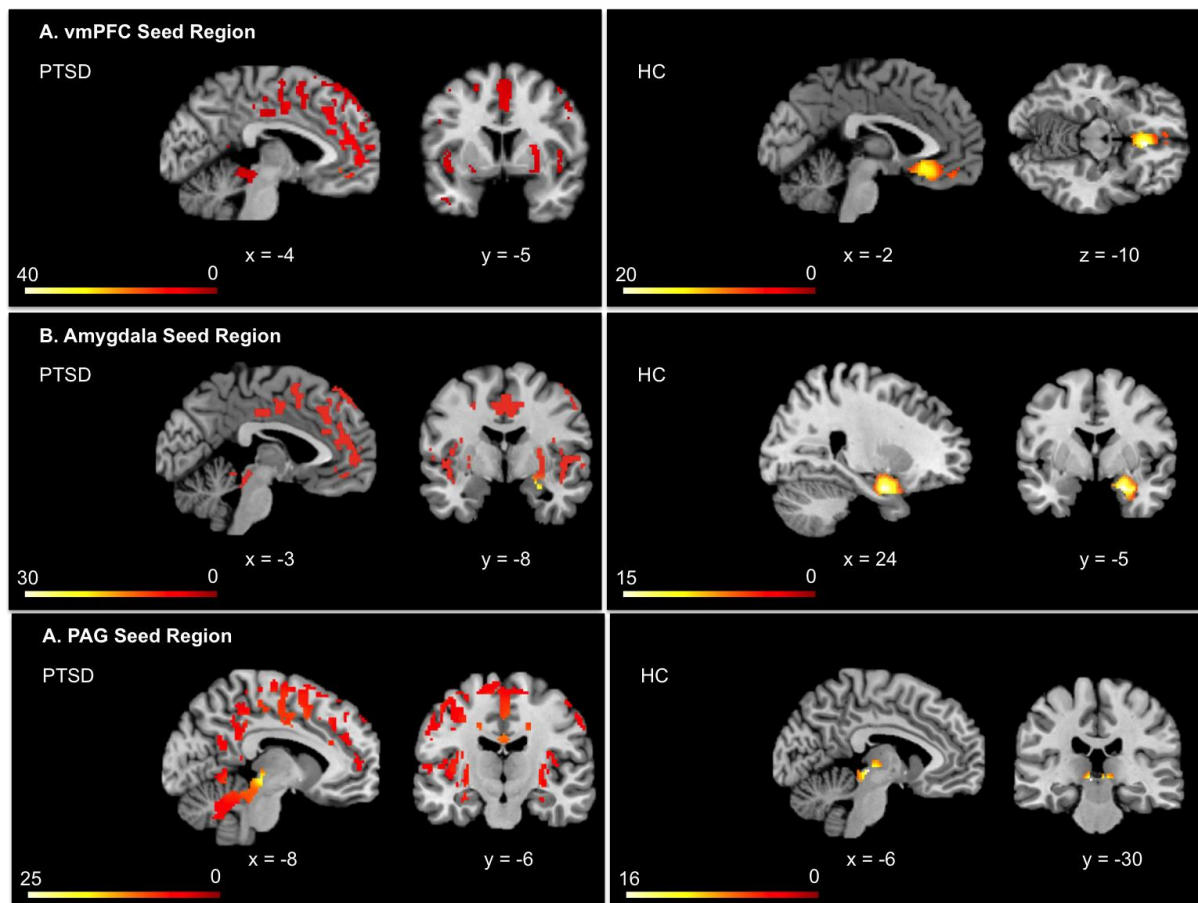 A. vmPFC Seed Region
PTSD
x = -4
y = -5
40
0
HC
x = -2
z = -10
20
0
B. Amygdala Seed Region
PTSD
x = -3
y = -8
30
0
HC
x = 24
y = -5
15
0
A. PAG Seed Region
PTSD
x = -8
y = -6
25
0
HC
x = -6
y = -30
16
0